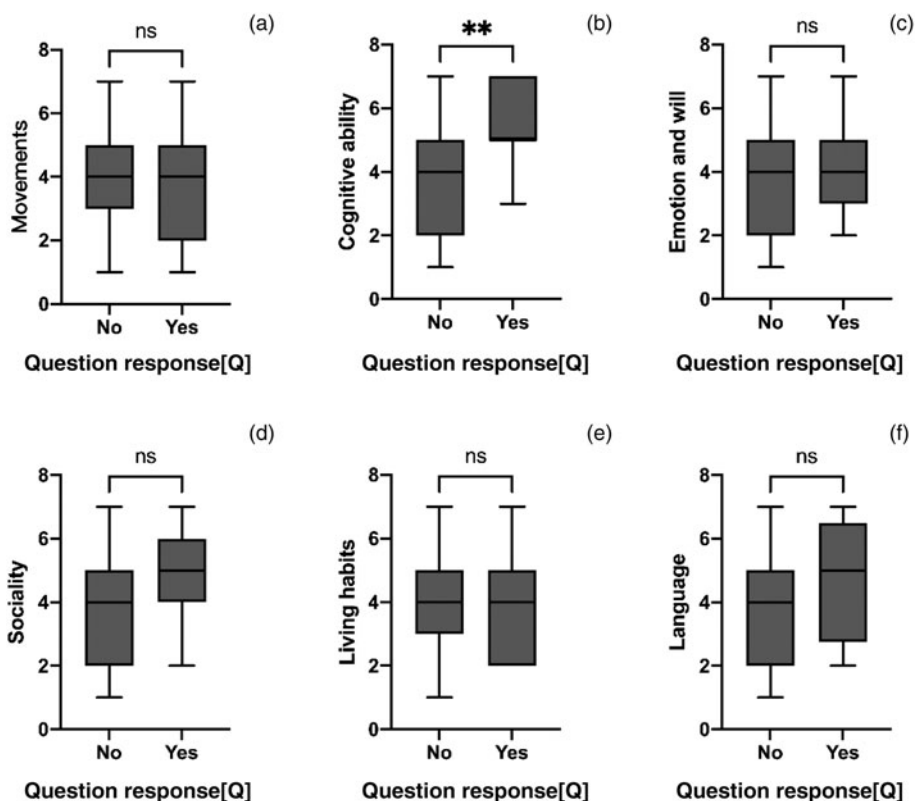 ns (a)
8
6
4
2
0
Movements
No Yes
Question response[Q]
** (b)
8
6
4
2
0
Cognitive ability
No Yes
Question response[Q]
ns (c)
8
6
4
2
0
Emotion and will
No Yes
Question response[Q]
ns (d)
8
6
4
2
0
Sociality
No Yes
Question response[Q]
ns (e)
8
6
4
2
0
Living habits
No Yes
Question response[Q]
ns (f)
8
6
4
2
0
Language
No Yes
Question response[Q]